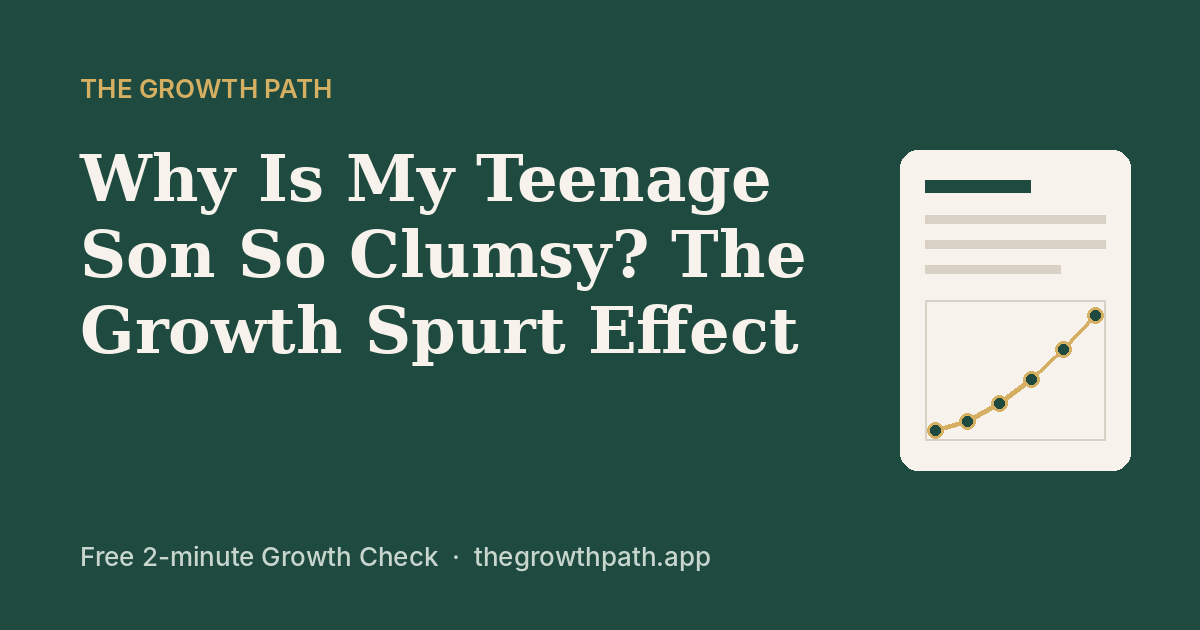 THE GROWTH PATH
Why Is My Teenage
Son So Clumsy? The
Growth Spurt Effect
Free 2-minute Growth Check · thegrowthpath.app